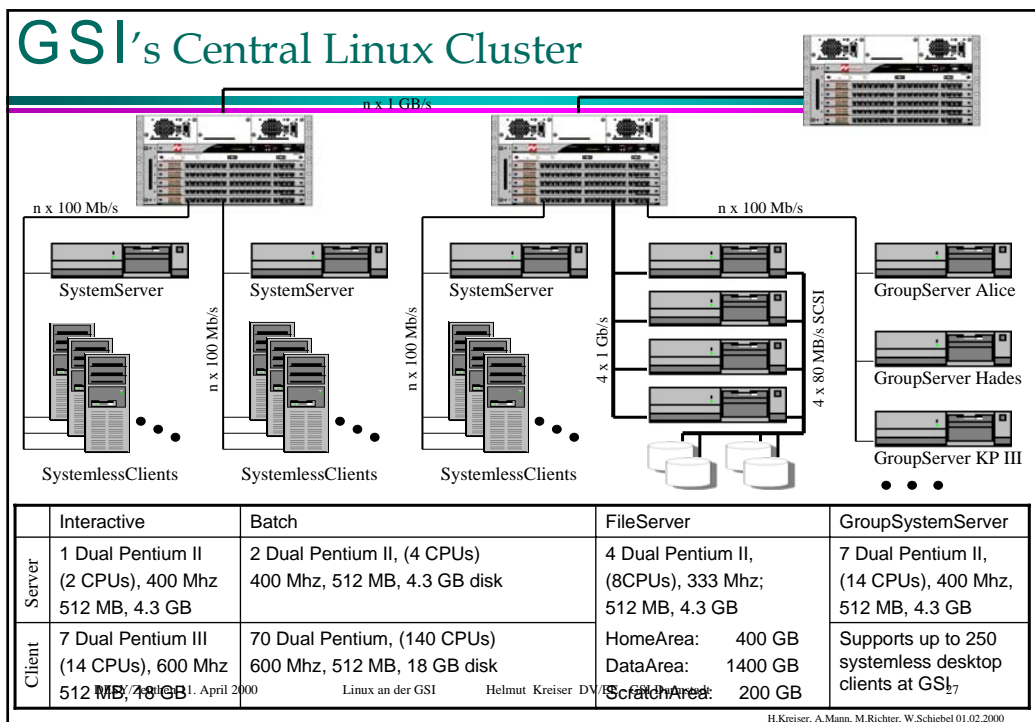 GSI's Central Linux Cluster
n x 1 GB/s
n x 100 Mb/s
n x 100 Mb/s
SystemServer
SystemServer
SystemServer
GroupServer Alice
n x 100 Mb/s
n x 100 Mb/s
4 x 1 Gb/s
4 x 80 MB/s SCSI
GroupServer Hades
GroupServer KP III
SystemlessClients
SystemlessClients
SystemlessClients
Interactive
Batch
FileServer
GroupSystemServer
Server
1 Dual Pentium II
(2 CPUs), 400 Mhz
512 MB, 4.3 GB
2 Dual Pentium II, (4 CPUs)
400 Mhz, 512 MB, 4.3 GB disk
4 Dual Pentium II,
(8CPUs), 333 Mhz;
512 MB, 4.3 GB
7 Dual Pentium II,
(14 CPUs), 400 Mhz,
512 MB, 4.3 GB
Client
7 Dual Pentium III
(14 CPUs), 600 Mhz
512 MB, 18 GB
70 Dual Pentium, (140 CPUs)
600 Mhz, 512 MB, 18 GB disk
HomeArea: 400 GB
DataArea: 1400 GB
ScratchArea: 200 GB
Supports up to 250
systemless desktop
clients at GSI
April 2000 Linux an der GSI Helmut Kreiser 27
H.Kreiser, A.Mann, M.Richter, W.Schiebel 01.02.2000